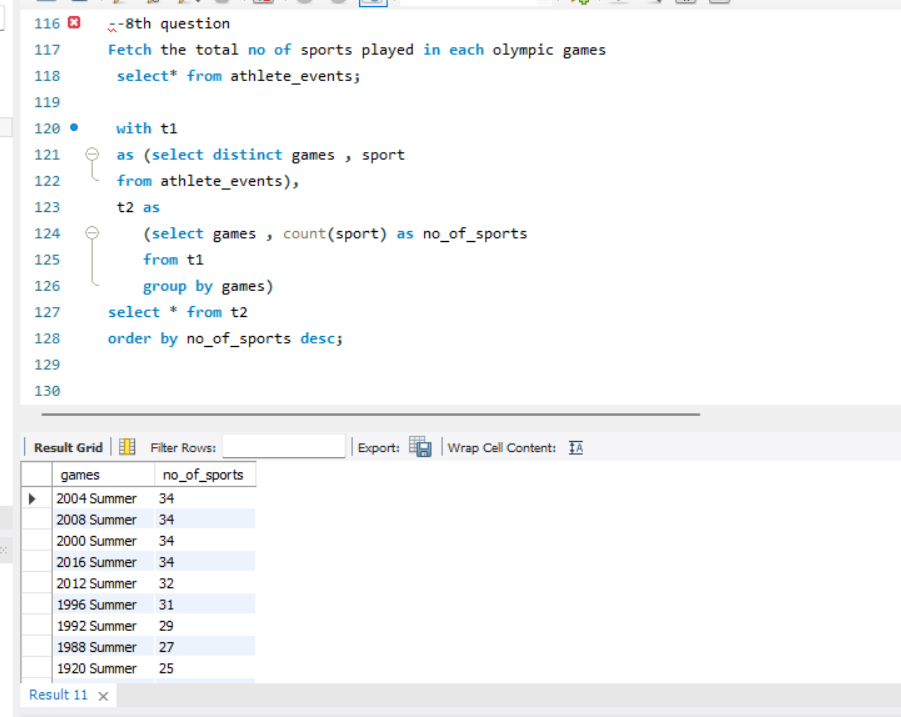 116 --8th question
117 Fetch the total no of sports played in each olympic games
118 select* from athlete_events;
119
120 with t1
121 as (select distinct games , sport
122 from athlete_events),
123 t2 as
124 (select games , count(sport) as no_of_sports
125 from t1
126 group by games)
127 select * from t2
128 order by no_of_sports desc;
129
130
Result Grid Filter Rows: Export: Wrap Cell Content: IA
games no_of_sports
2004 Summer 34
2008 Summer 34
2000 Summer 34
2016 Summer 34
2012 Summer 32
1996 Summer 31
1992 Summer 29
1988 Summer 27
1920 Summer 25
Result 11 ×